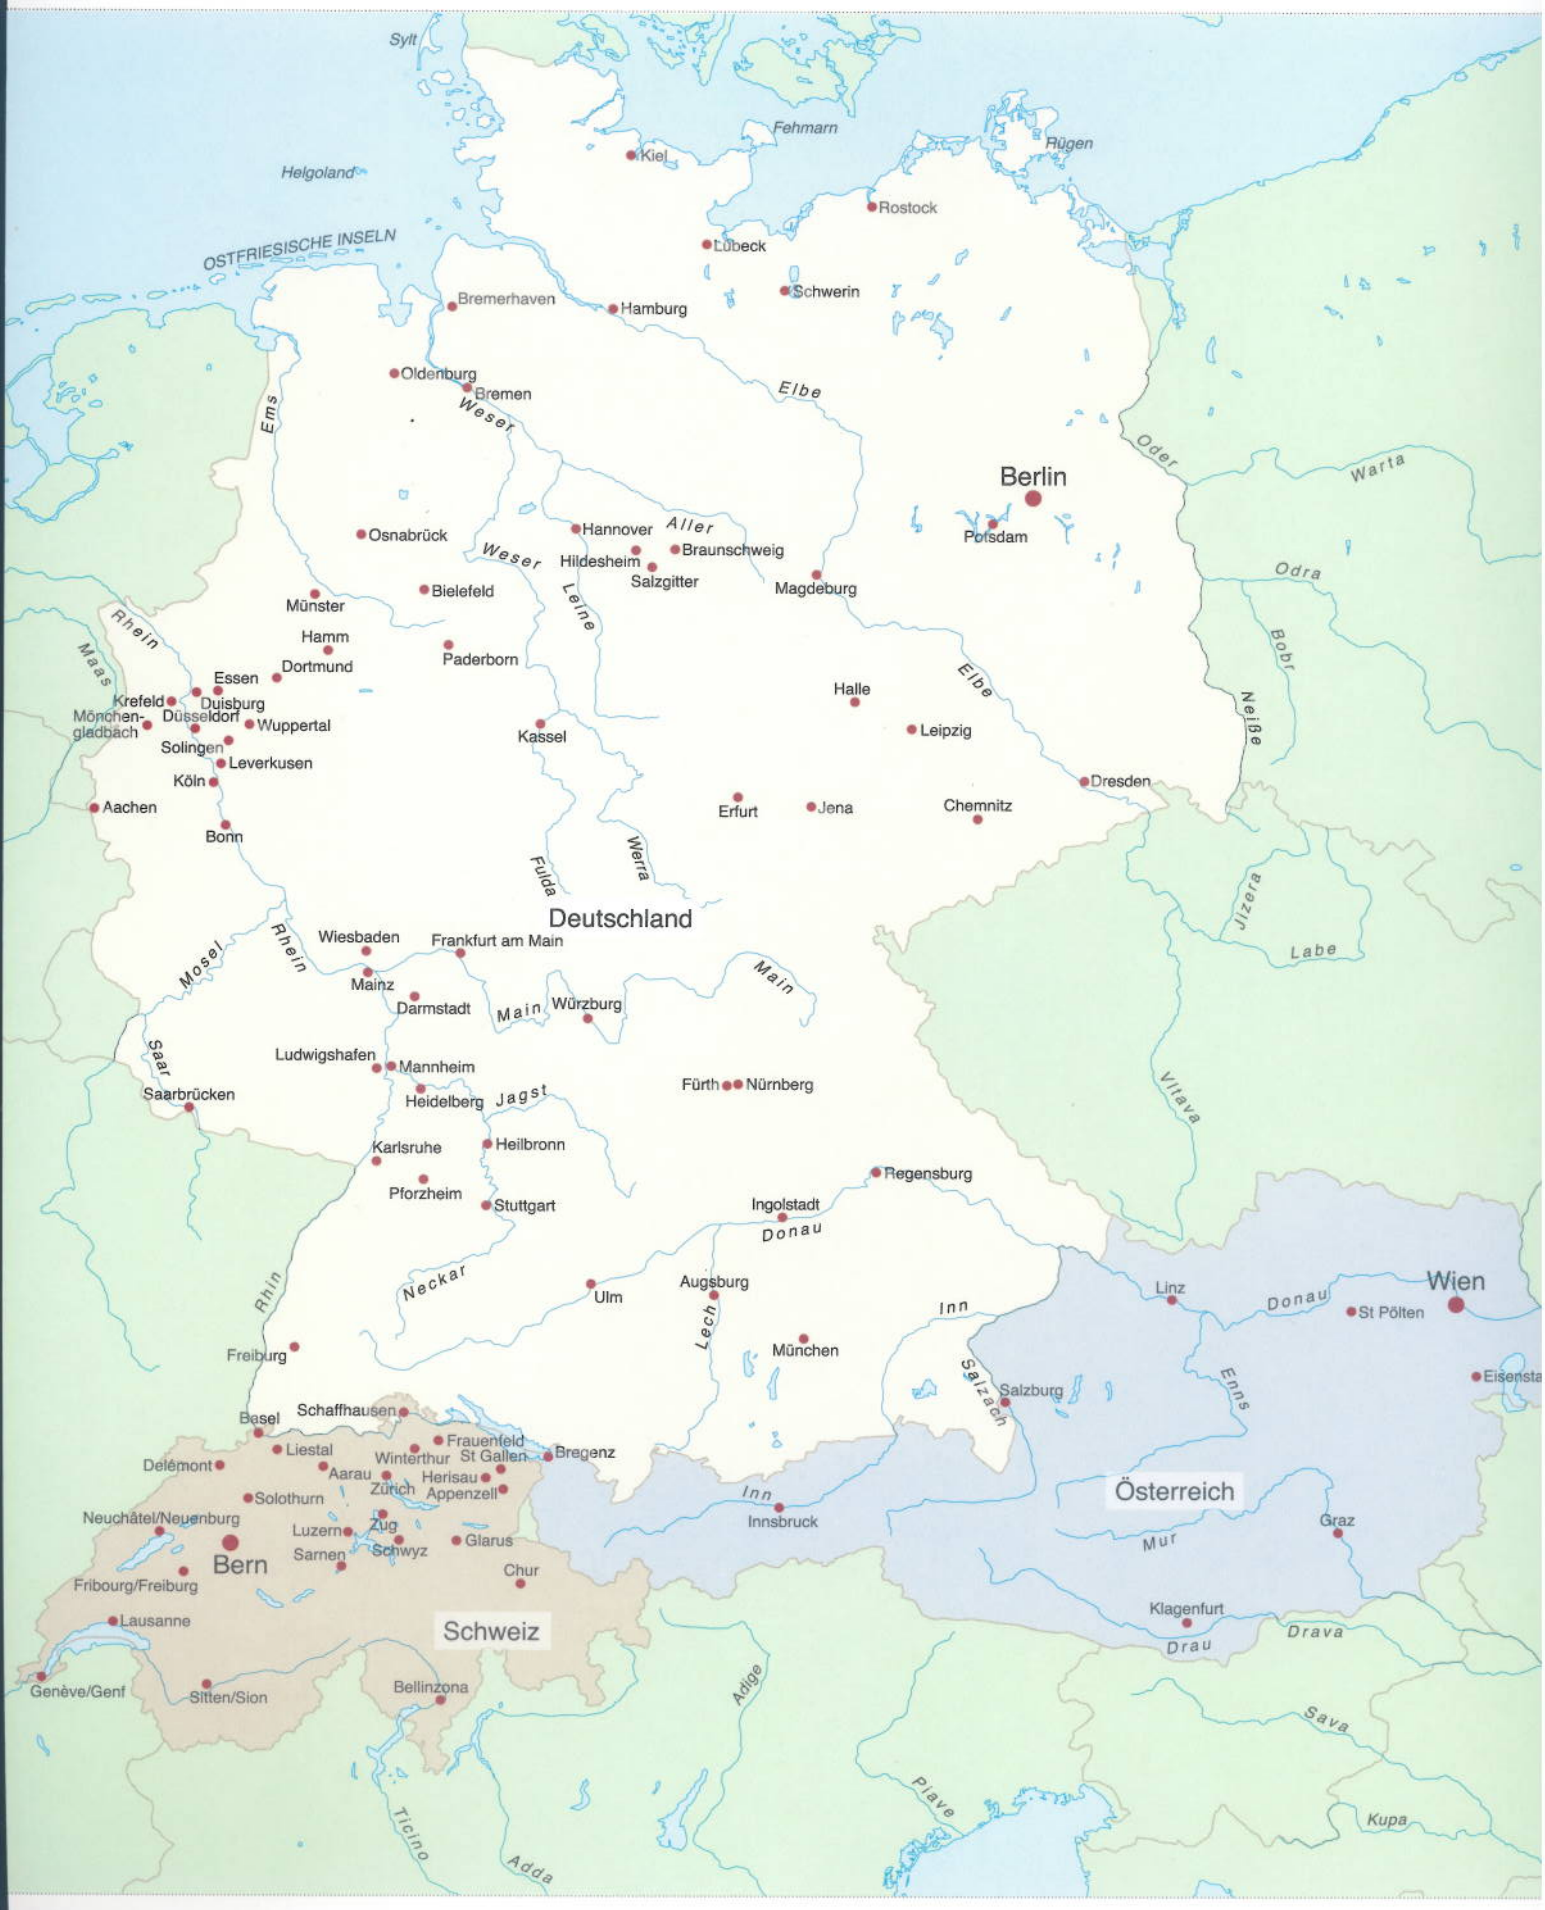 Sylt
Fehmarn
Rügen
Kiel
Helgoland
Rostock
OSTFRIESISCHE INSELN
Lübeck
Schwerin
Bremerhaven
Hamburg
Oldenburg
Bremen
Elbe
Ems
Weser
Oder
Warta
Berlin
Hannover
Aller
Osnabrück
Potsdam
Braunschweig
Weser
Hildesheim
Salzgitter
Odra
Magdeburg
Bielefeld
Leine
Münster
Rhein
Hamm
Bobr
Maas
Paderborn
Dortmund
Essen
Elbe
Halle
Krefeld
Duisburg
Neiße
Mönchen-
gladbach
Düsseldorf
Wuppertal
Leipzig
Kassel
Solingen
Leverkusen
Köln
Dresden
Aachen
Erfurt
Jena
Chemnitz
Bonn
Werra
Fulda
Jizera
Deutschland
Wiesbaden
Frankfurt am Main
Rhein
Labe
Mosel
Main
Mainz
Darmstadt
Main
Würzburg
Saar
Ludwigshafen
Mannheim
Fürth
Nürnberg
Vltava
Saarbrücken
Heidelberg
Jagst
Karlsruhe
Heilbronn
Regensburg
Pforzheim
Stuttgart
Ingolstadt
Donau
Rhin
Neckar
Augsburg
Linz
Wien
Ulm
Donau
Inn
St Pölten
Lech
München
Freiburg
Salzach
Enns
Eisensta
Salzburg
Basel
Schaffhausen
Liestal
Frauenfeld
Bregenz
Winterthur
St Gallen
Delémont
Aarau
Herisau
Zürich
Appenzell
Österreich
Solothurn
Inn
Innsbruck
Neuchâtel/Neuenburg
Luzern
Zug
Graz
Glarus
Mur
Bern
Sarnen
Schwyz
Chur
Fribourg/Freiburg
Klagenfurt
Lausanne
Schweiz
Drau
Drava
Genève/Genf
Sitten/Sion
Bellinzona
Adige
Sava
Piave
Ticino
Kupa
Adda